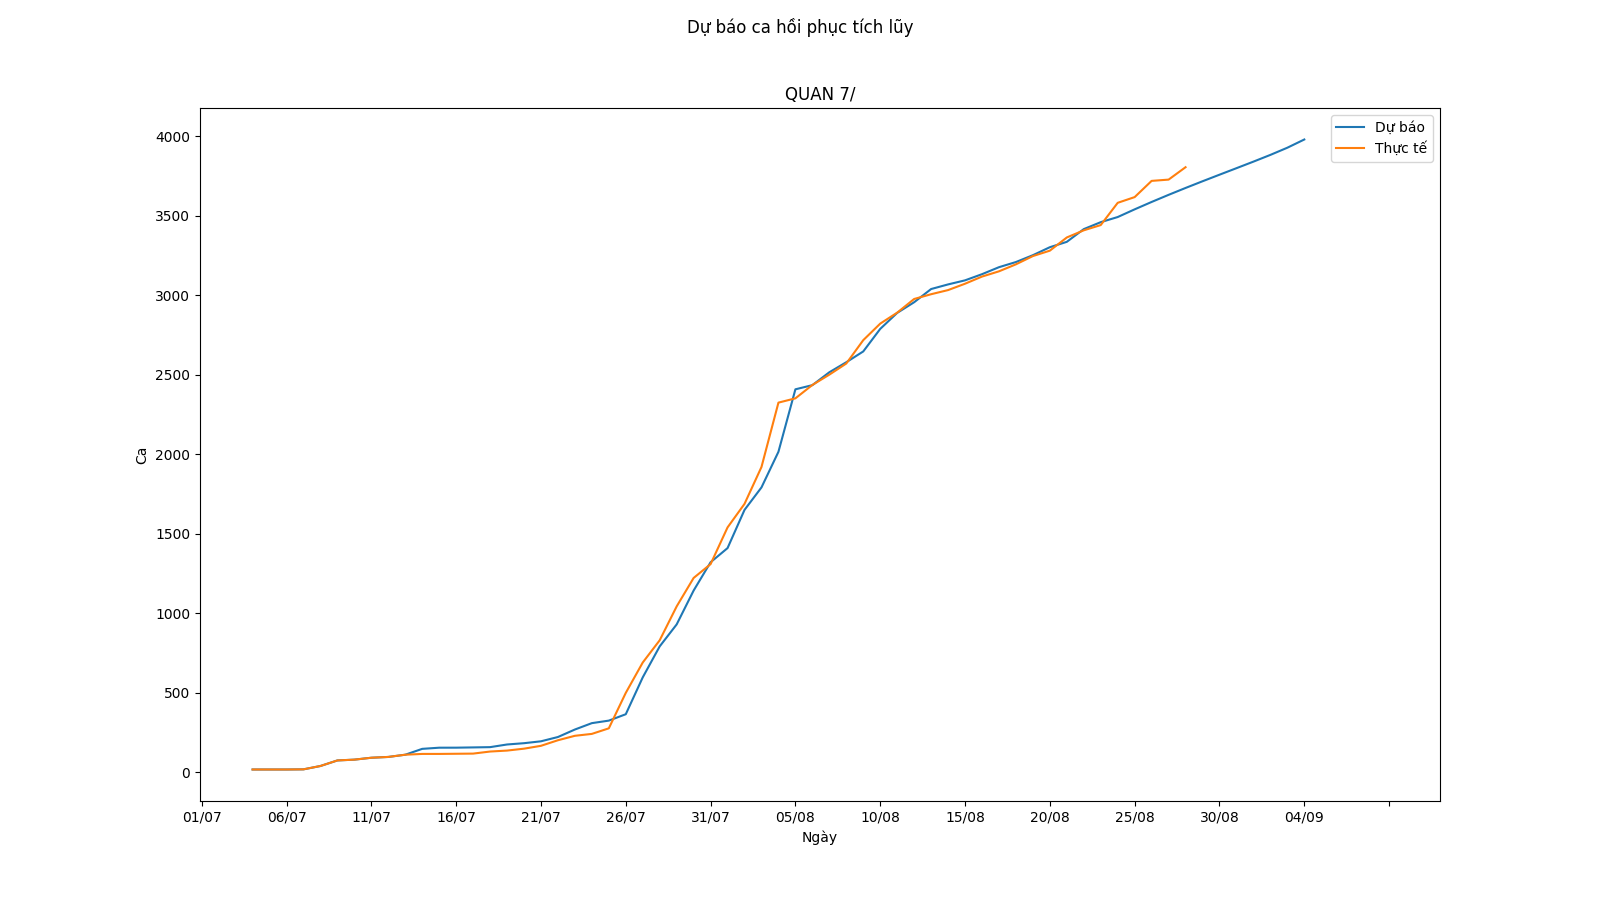 Dự báo ca hồi phục tích lũy
QUAN 7/
Dự báo
Thực tế
4000
3500
3000
2500
2000
1500
1000
500
0
Ca
01/07 06/07 11/07 16/07 21/07 26/07 31/07 05/08 10/08 15/08 20/08 25/08 30/08 04/09
Ngày